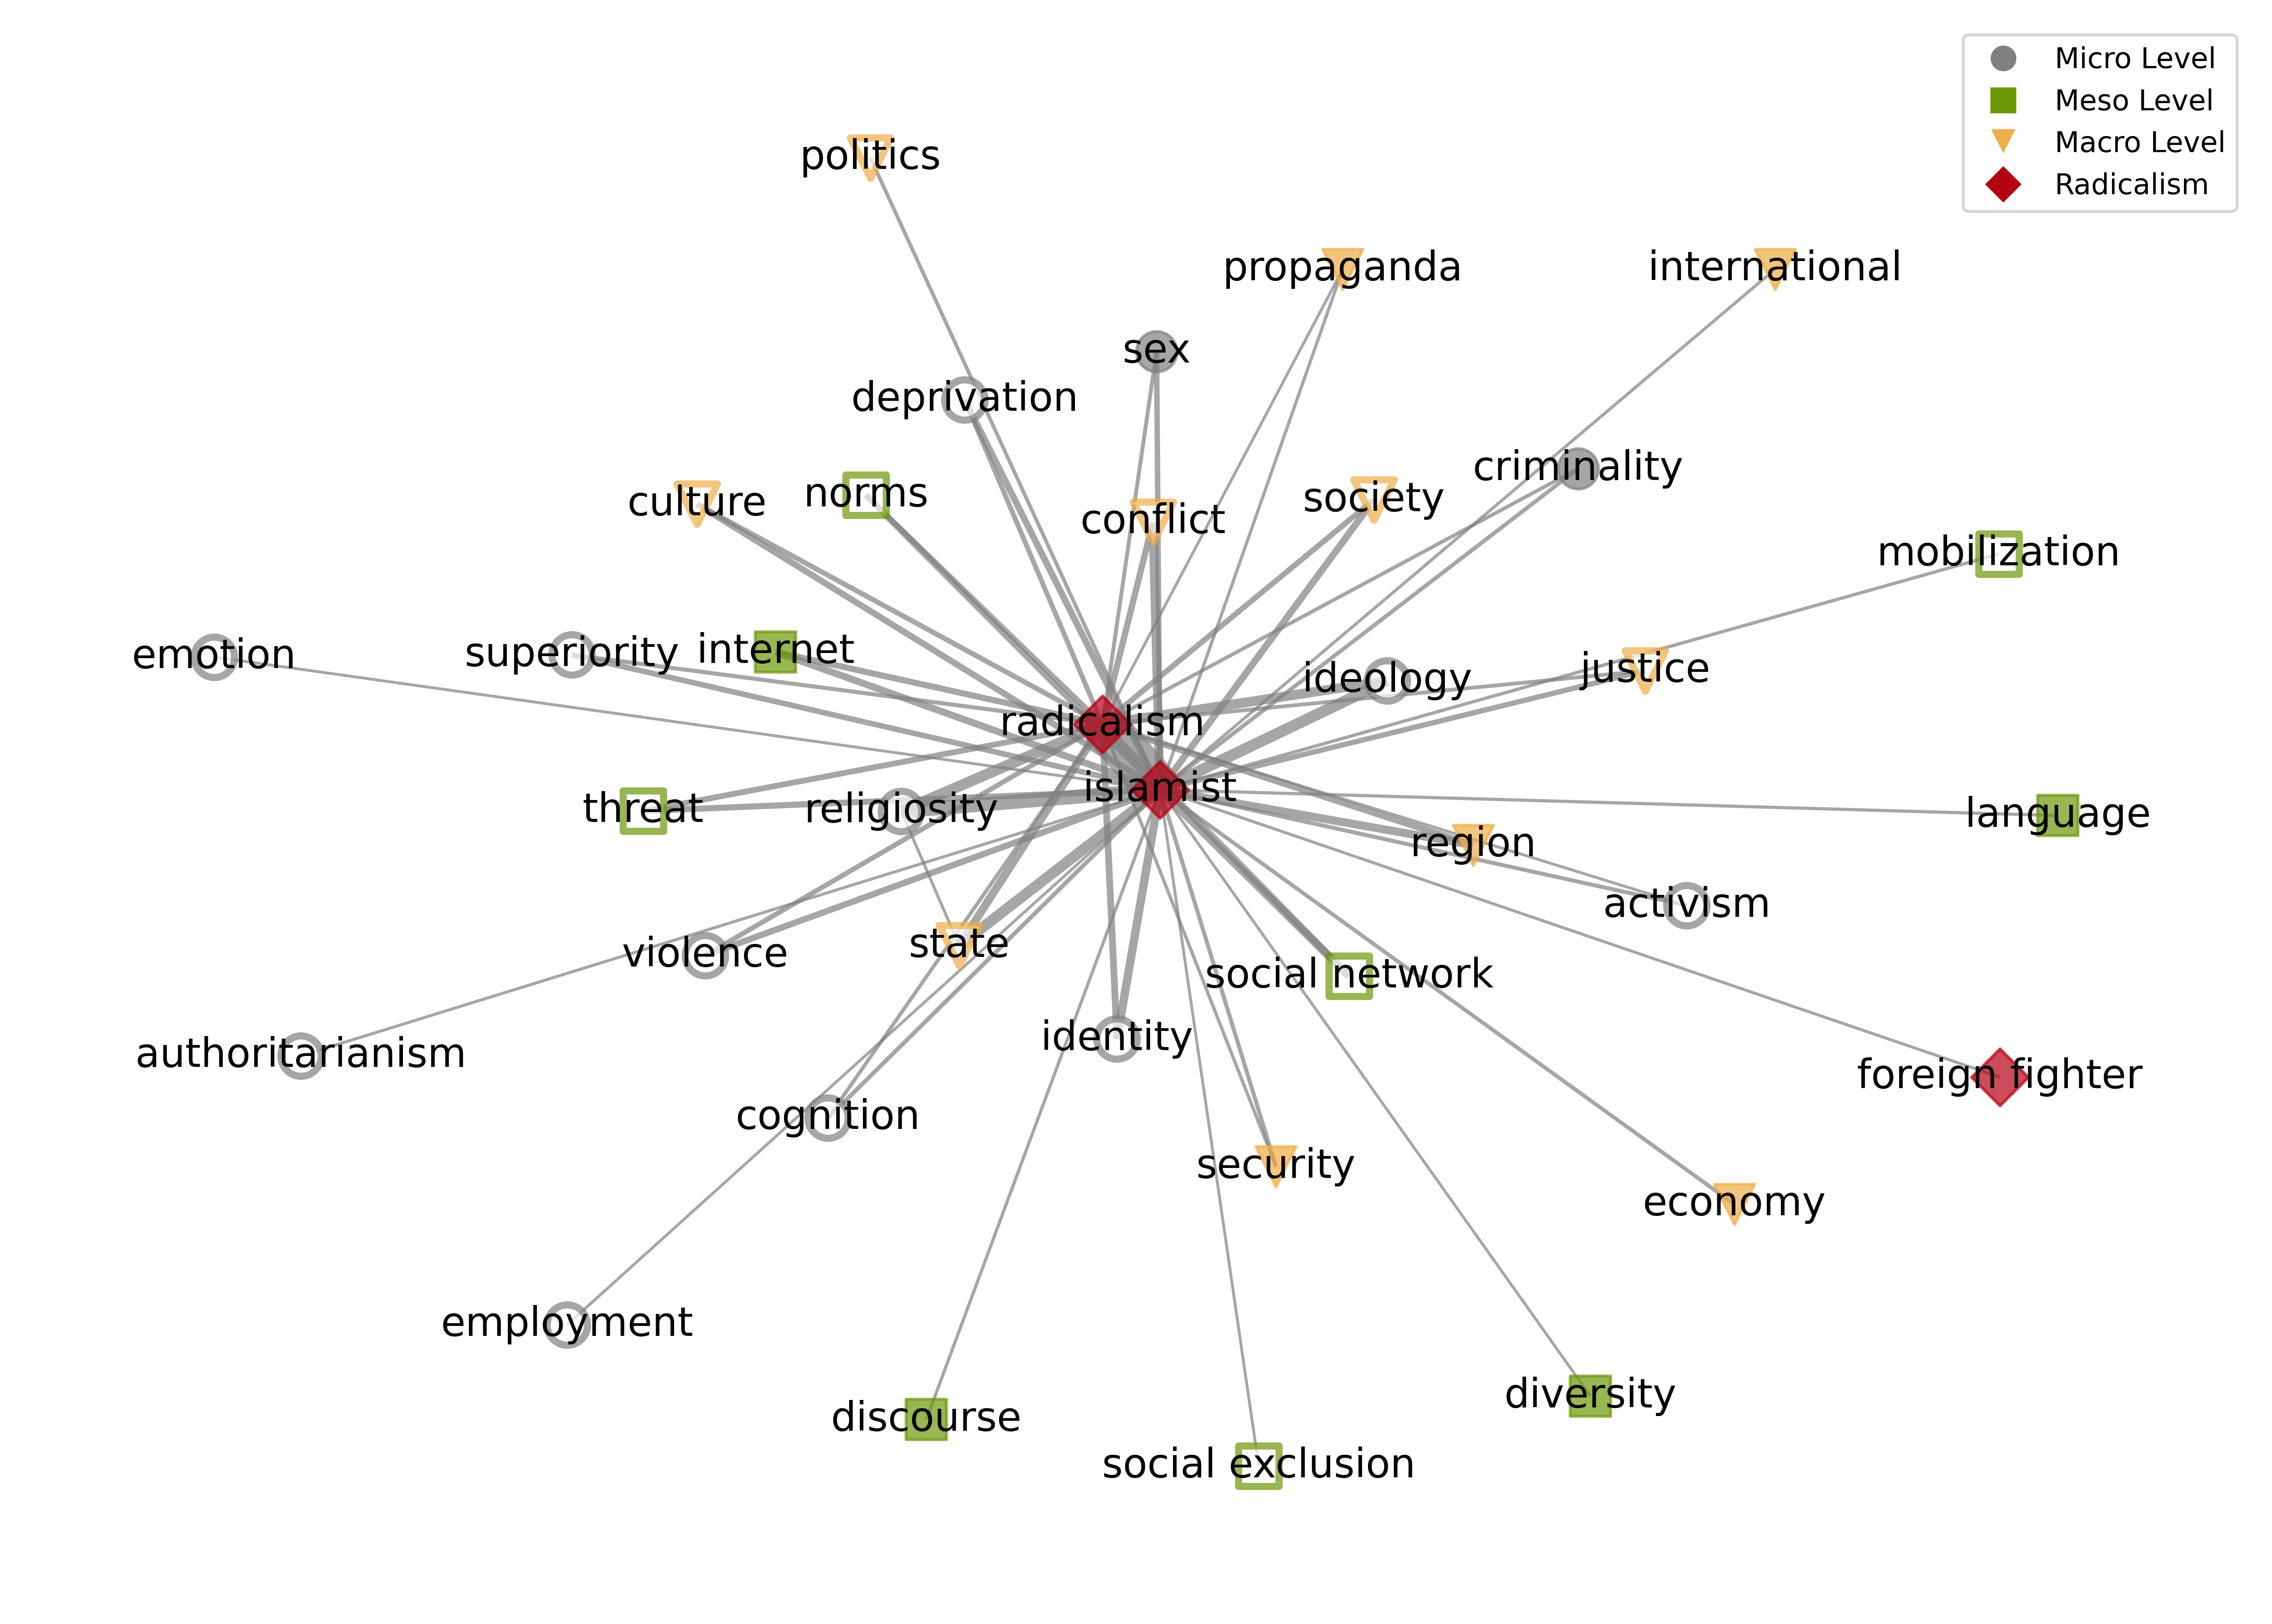 Micro Level
Meso Level
Macro Level
Radicalism
politics
propaganda
international
sex
deprivation
criminality
culture
norms
conflict
society
mobilization
emotion
superiority
internet
ideology
justice
radicalism
islamist
threat
religiosity
language
region
activism
violence
state
social network
authoritarianism
identity
foreign fighter
cognition
security
economy
employment
discourse
diversity
social exclusion